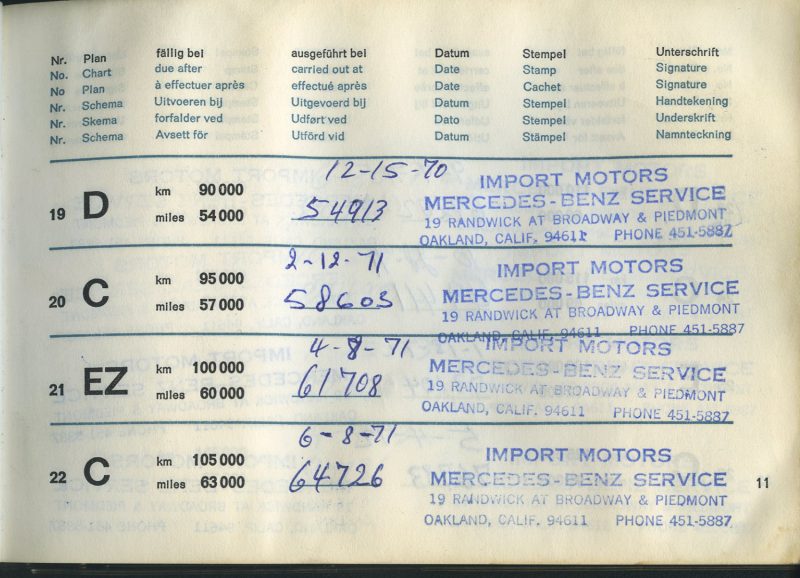 Nr. Plan fällig bei ausgeführt bei Datum Stempel Unterschrift
No. Chart due after carried out at Date Stamp Signature
No Plan à effectuer après effectué après Date Cachet Signature
Nr. Schema Uitvoeren bij Uitgevoerd bij Datum Stempel Handtekening
Nr. Skema forfalder ved Udført ved Dato Stempel Underskrift
Nr. Schema Avsett för Utförd vid Datum Stämpel Namnteckning
12-15-70
19 D km 90 000
miles 54 000
54913
IMPORT MOTORS
MERCEDES-BENZ SERVICE
19 RANDWICK AT BROADWAY & PIEDMONT
OAKLAND, CALIF. 94611 PHONE 451-5887
2-12-71
20 C km 95 000
miles 57 000
58603
IMPORT MOTORS
MERCEDES-BENZ SERVICE
19 RANDWICK AT BROADWAY & PIEDMONT
OAKLAND, CALIF. 94611 PHONE 451-5887
4-8-71
21 EZ km 100 000
miles 60 000
61708
IMPORT MOTORS
MERCEDES-BENZ SERVICE
19 RANDWICK AT BROADWAY & PIEDMONT
OAKLAND, CALIF. 94611 PHONE 451-5887
6-8-71
22 C km 105 000
miles 63 000
64726
IMPORT MOTORS
MERCEDES-BENZ SERVICE
19 RANDWICK AT BROADWAY & PIEDMONT
OAKLAND, CALIF. 94611 PHONE 451-5887
11